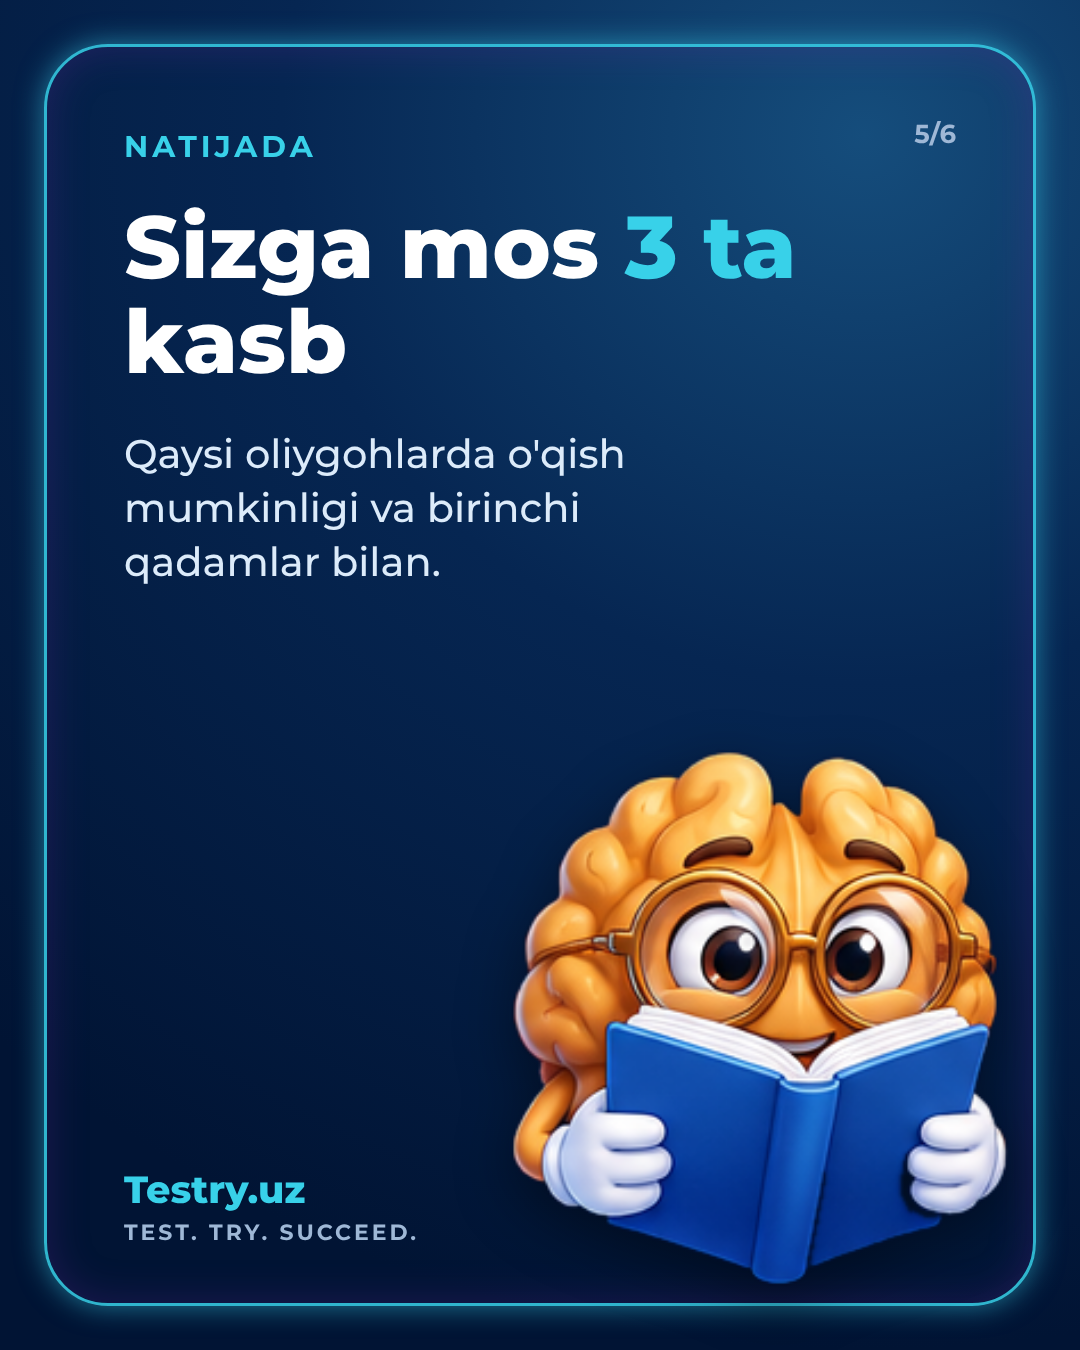 NATIJADA
5/6
Sizga mos 3 ta
kasb
Qaysi oliygohlarda o'qish
mumkinligi va birinchi
qadamlar bilan.
Testry.uz
TEST. TRY. SUCCEED.